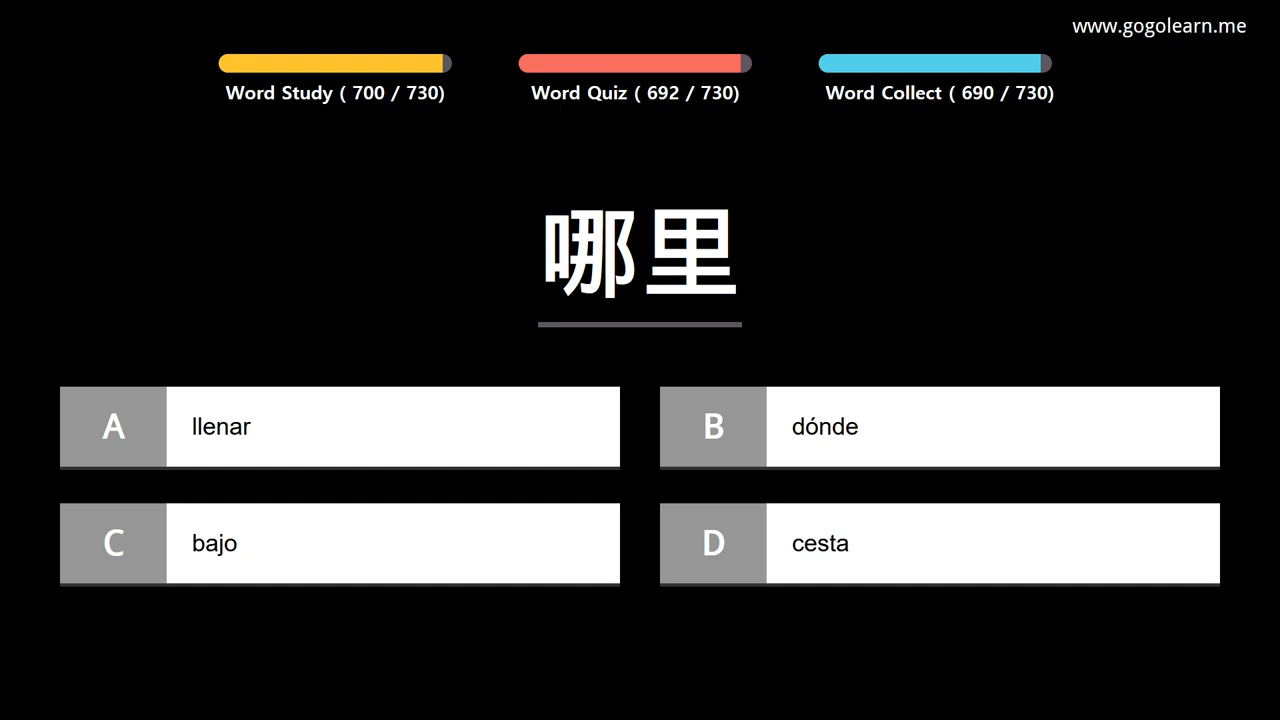 www.gogolearn.me
Word Study ( 700 / 730)
Word Quiz ( 692 / 730)
Word Collect ( 690 / 730)
哪里
A llenar
B dónde
C bajo
D cesta